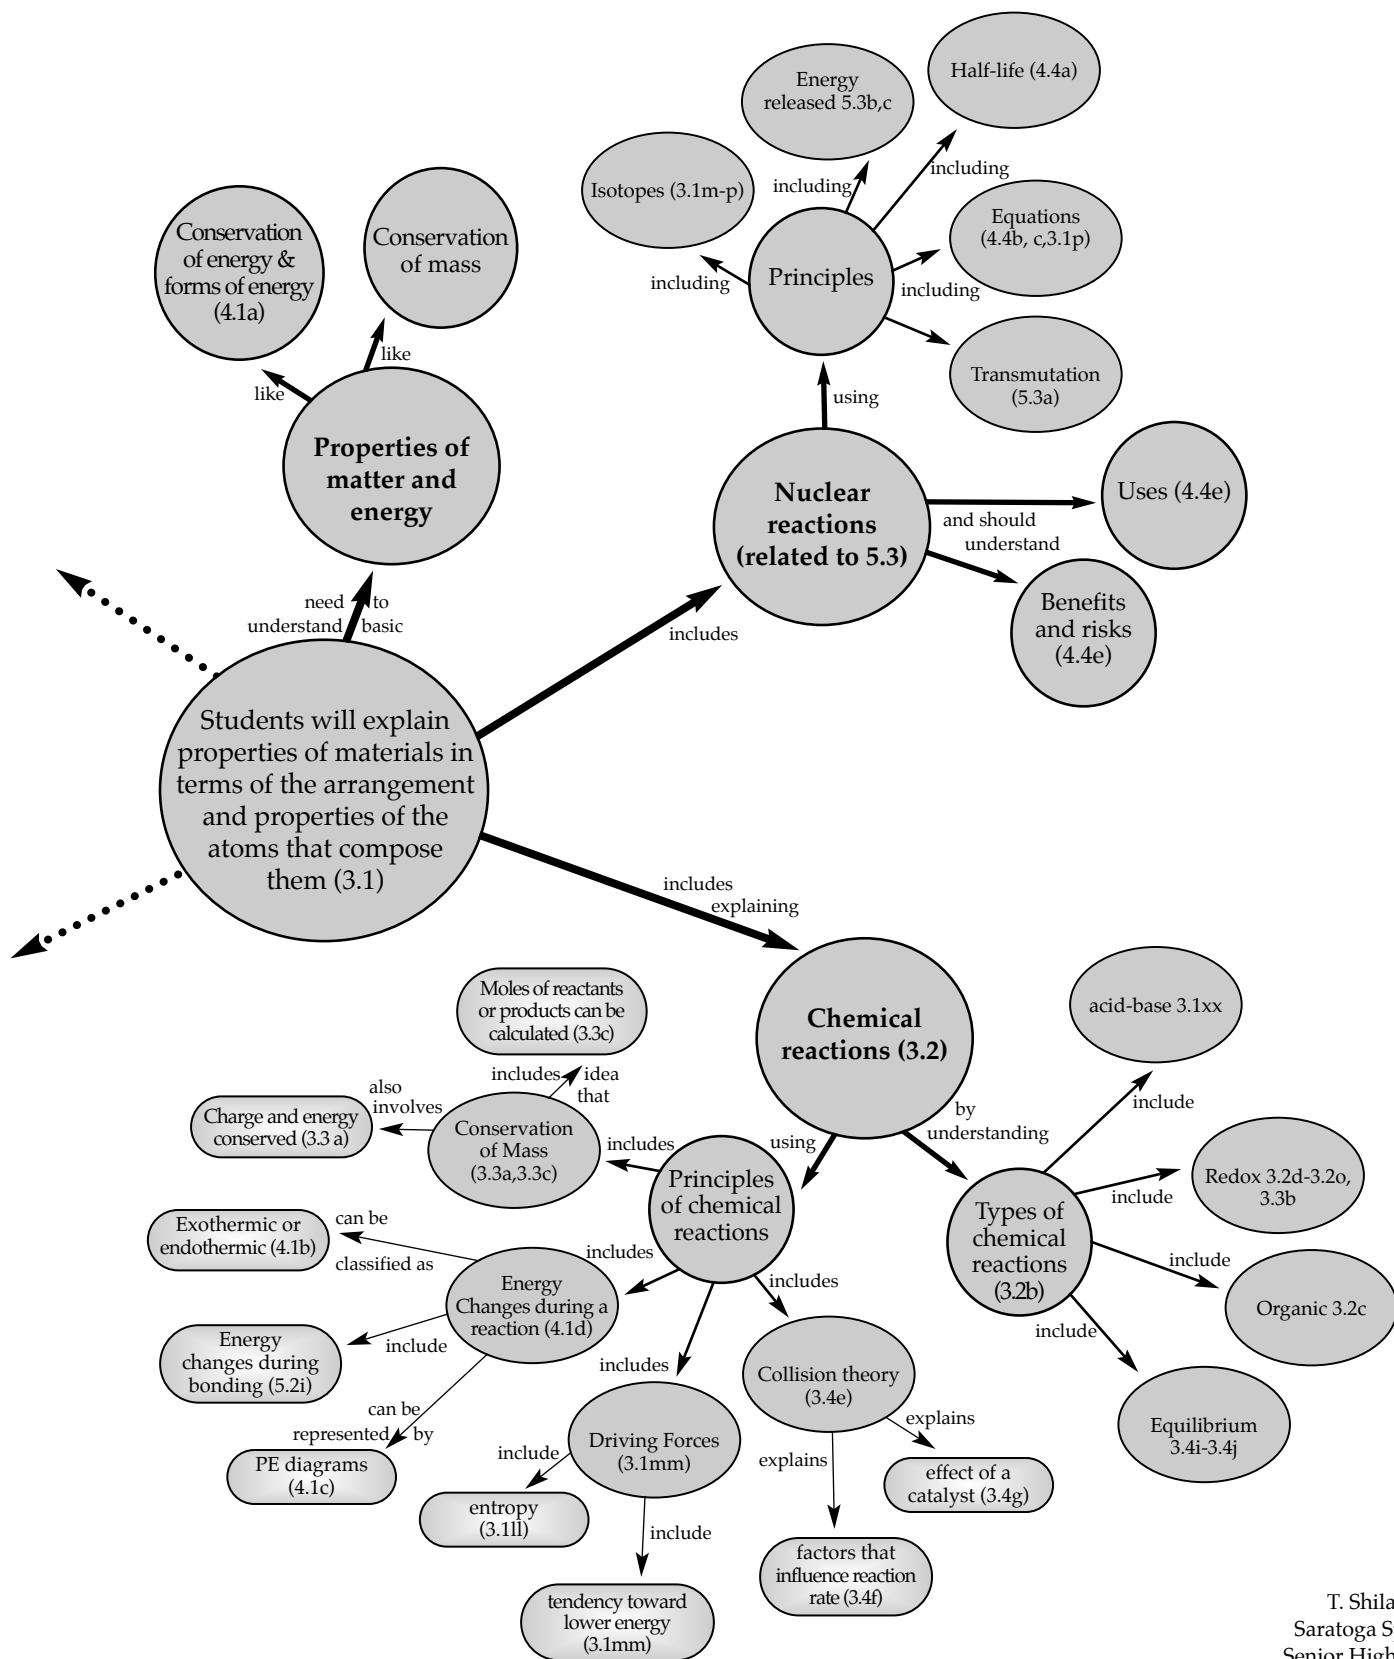 Energy
released 5.3b,c
Half-life (4.4a)
including
including
Isotopes (3.1m-p)
Equations
(4.4b, c,3.1p)
Principles
including
including
Transmutation
(5.3a)
using
Conservation
of energy &
forms of energy
(4.1a)
Conservation
of mass
like
like
Properties of
matter and
energy
Nuclear
reactions
(related to 5.3)
Uses (4.4e)
and should
understand
Benefits
and risks
(4.4e)
need to
understand basic
includes
Students will explain
properties of materials in
terms of the arrangement
and properties of the
atoms that compose
them (3.1)
includes
explaining
Chemical
reactions (3.2)
acid-base 3.1xx
Moles of reactants
or products can be
calculated (3.3c)
includes idea
that
also
involves
Charge and energy
conserved (3.3 a)
Conservation
of Mass
(3.3a,3.3c)
includes
using
by
understanding
include
Principles
of chemical
reactions
Types of
chemical
reactions
(3.2b)
include
Redox 3.2d-3.2o,
3.3b
include
Organic 3.2c
include
Equilibrium
3.4i-3.4j
Exothermic or
endothermic (4.1b)
can be
classified as
includes
Energy
Changes during a
reaction (4.1d)
includes
Energy
changes during
bonding (5.2i)
include
can be
represented by
PE diagrams
(4.1c)
includes
Driving Forces
(3.1mm)
include
entropy
(3.1ll)
include
tendency toward
lower energy
(3.1mm)
Collision theory
(3.4e)
explains
explains
effect of a
catalyst (3.4g)
factors that
influence reaction
rate (3.4f)
T. Shila
Saratoga S
Senior High